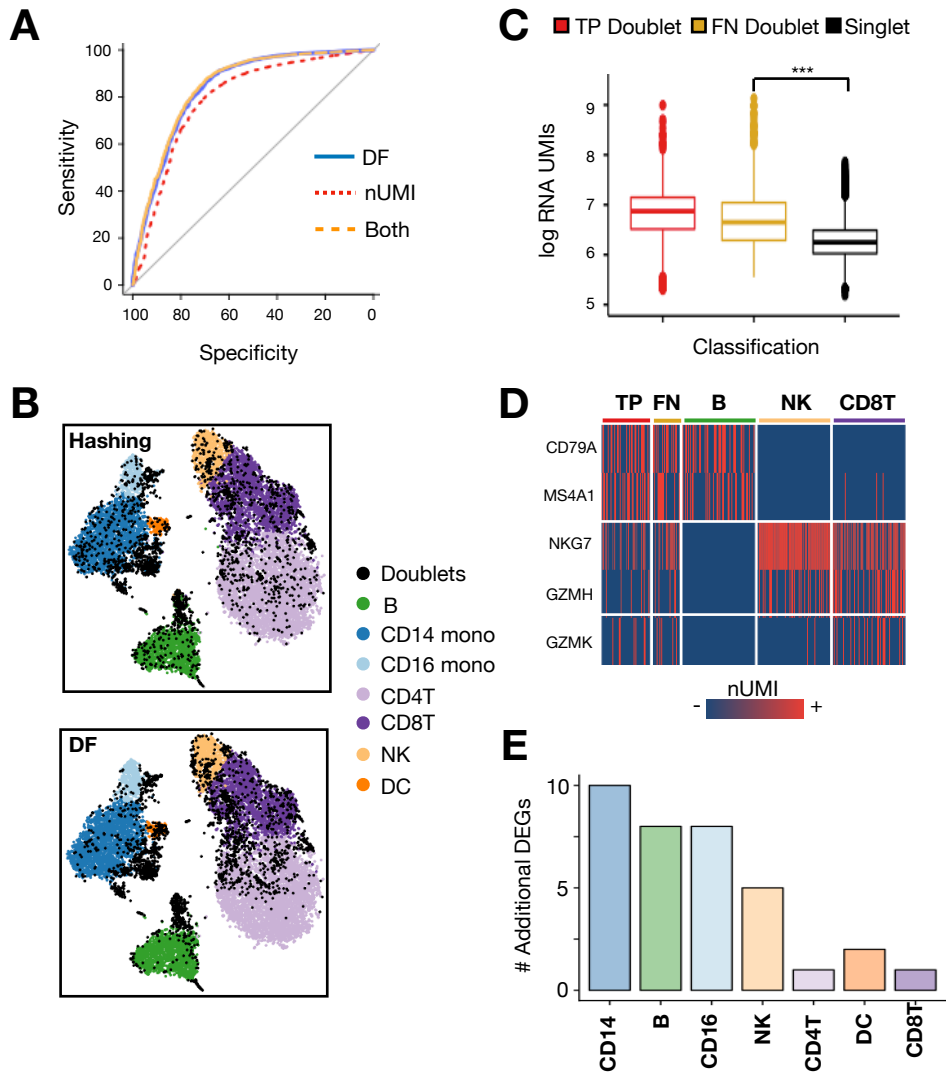 A
100
80
60
40
20
0
Sensitivity
DF
nUMI
Both
100 80 60 40 20 0
Specificity
C
TP Doublet FN Doublet Singlet
***
9
8
7
6
5
log RNA UMIs
Classification
B
Hashing
Doublets
B
CD14 mono
CD16 mono
CD4T
CD8T
NK
DC
DF
D
TP FN B NK CD8T
CD79A
MS4A1
NKG7
GZMH
GZMK
nUMI
- +
E
10
5
0
# Additional DEGs
CD14 B CD16 NK CD4T DC CD8T